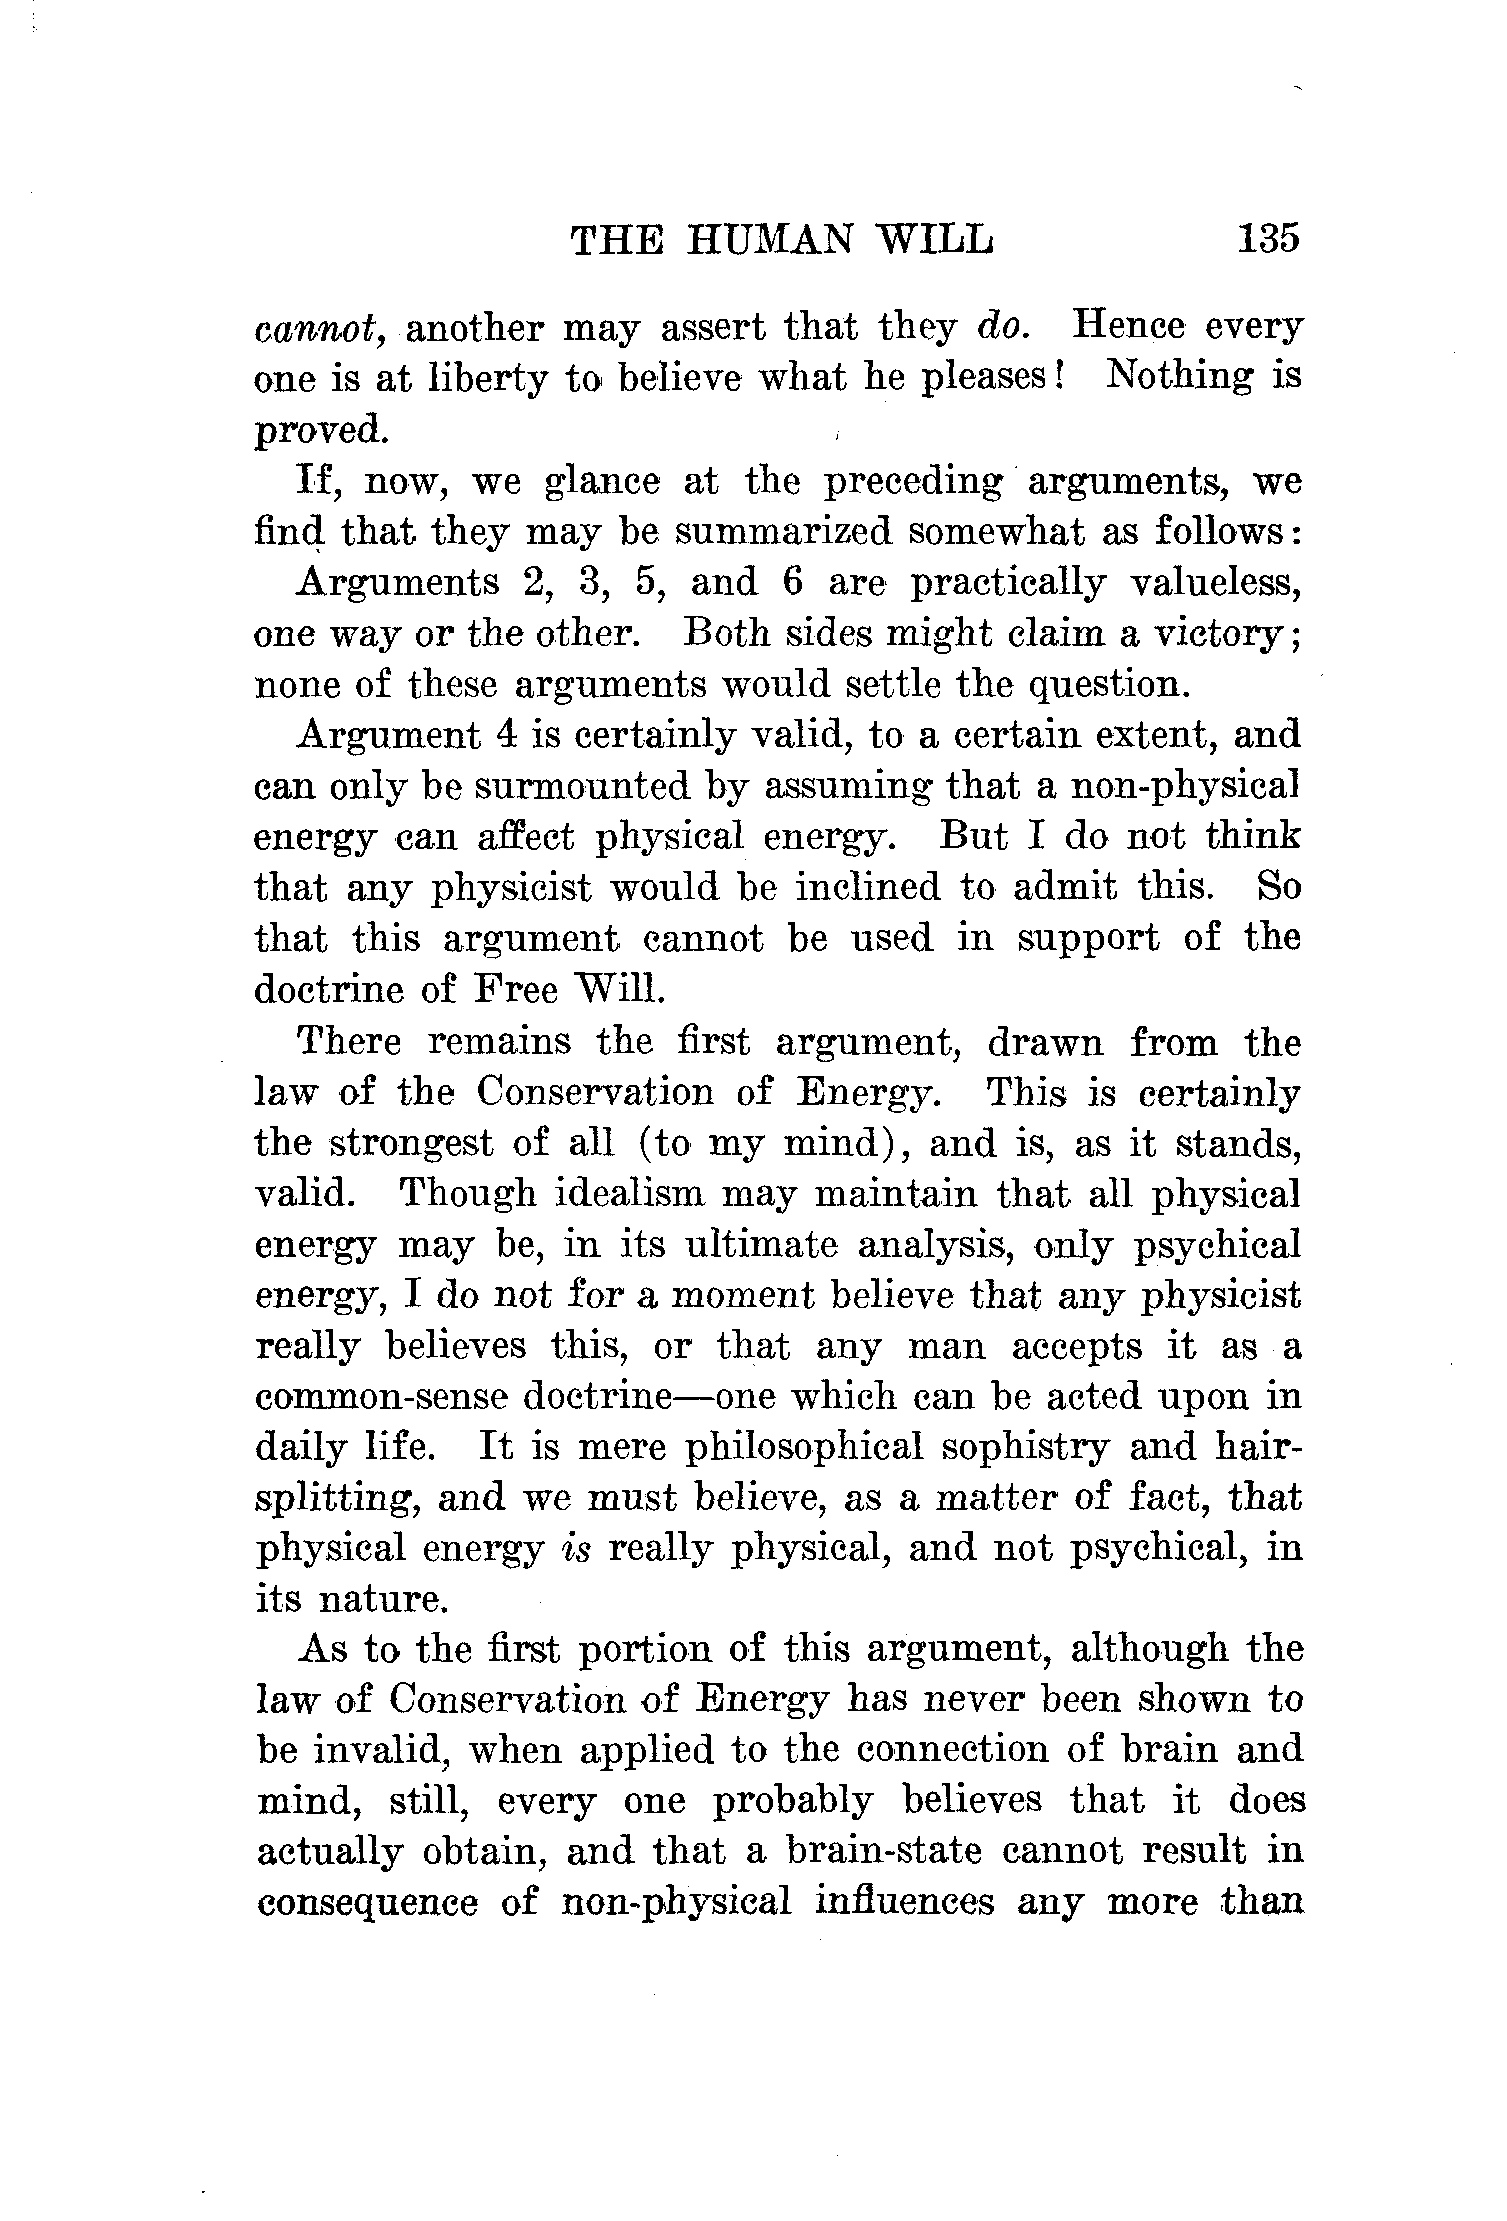 THE HUMAN WILL 135
cannot, another may assert that they do. Hence every
one is at liberty to believe what he pleases! Nothing is
proved.
If, now, we glance at the preceding arguments, we
find that they may be summarized somewhat as follows:
Arguments 2, 3, 5, and 6 are practically valueless,
one way or the other. Both sides might claim a victory;
none of these arguments would settle the question.
Argument 4 is certainly valid, to a certain extent, and
can only be surmounted by assuming that a non-physical
energy can affect physical energy. But I do not think
that any physicist would be inclined to admit this. So
that this argument cannot be used in support of the
doctrine of Free Will.
There remains the first argument, drawn from the
law of the Conservation of Energy. This is certainly
the strongest of all (to my mind), and is, as it stands,
valid. Though idealism may maintain that all physical
energy may be, in its ultimate analysis, only psychical
energy, I do not for a moment believe that any physicist
really believes this, or that any man accepts it as a
common-sense doctrine—one which can be acted upon in
daily life. It is mere philosophical sophistry and hair-
splitting, and we must believe, as a matter of fact, that
physical energy is really physical, and not psychical, in
its nature.
As to the first portion of this argument, although the
law of Conservation of Energy has never been shown to
be invalid, when applied to the connection of brain and
mind, still, every one probably believes that it does
actually obtain, and that a brain-state cannot result in
consequence of non-physical influences any more than